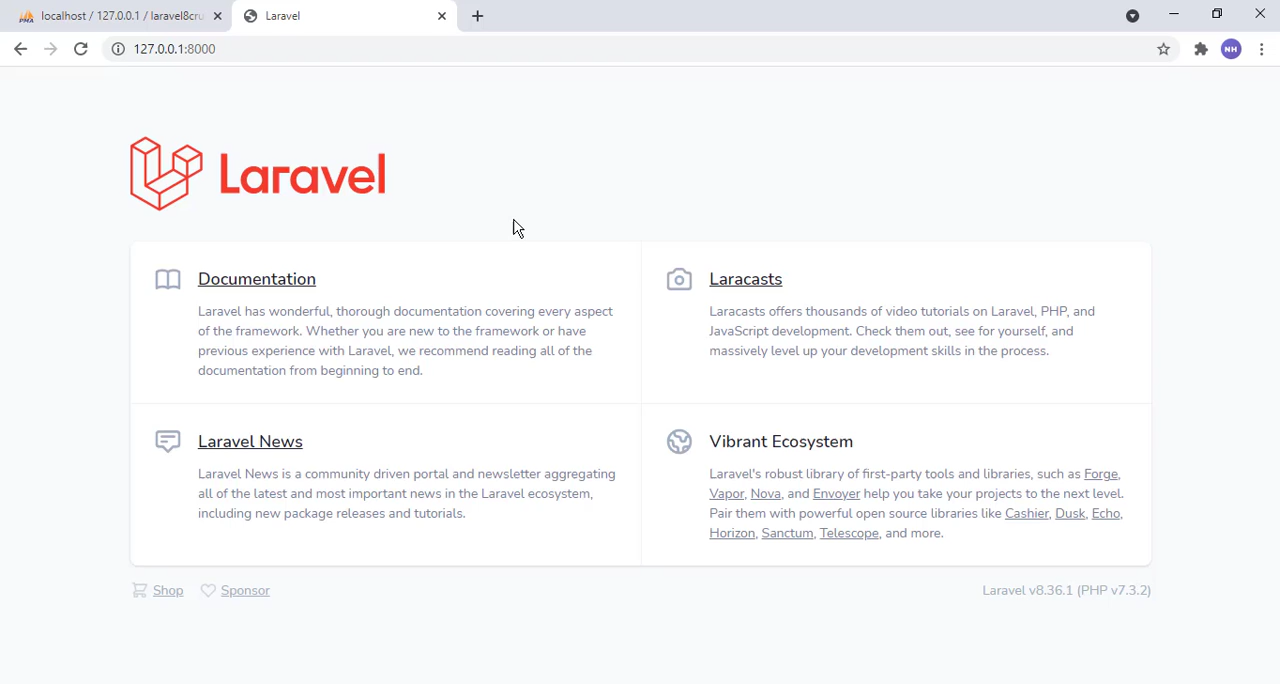 localhost / 127.0.0.1 / laravel8cru
Laravel
127.0.0.1:8000
NH
Laravel
Documentation
Laravel has wonderful, thorough documentation covering every aspect
of the framework. Whether you are new to the framework or have
previous experience with Laravel, we recommend reading all of the
documentation from beginning to end.
Laracasts
Laracasts offers thousands of video tutorials on Laravel, PHP, and
JavaScript development. Check them out, see for yourself, and
massively level up your development skills in the process.
Laravel News
Laravel News is a community driven portal and newsletter aggregating
all of the latest and most important news in the Laravel ecosystem,
including new package releases and tutorials.
Vibrant Ecosystem
Laravel's robust library of first-party tools and libraries, such as Forge,
Vapor, Nova, and Envoyer help you take your projects to the next level.
Pair them with powerful open source libraries like Cashier, Dusk, Echo,
Horizon, Sanctum, Telescope, and more.
Shop
Sponsor
Laravel v8.36.1 (PHP v7.3.2)